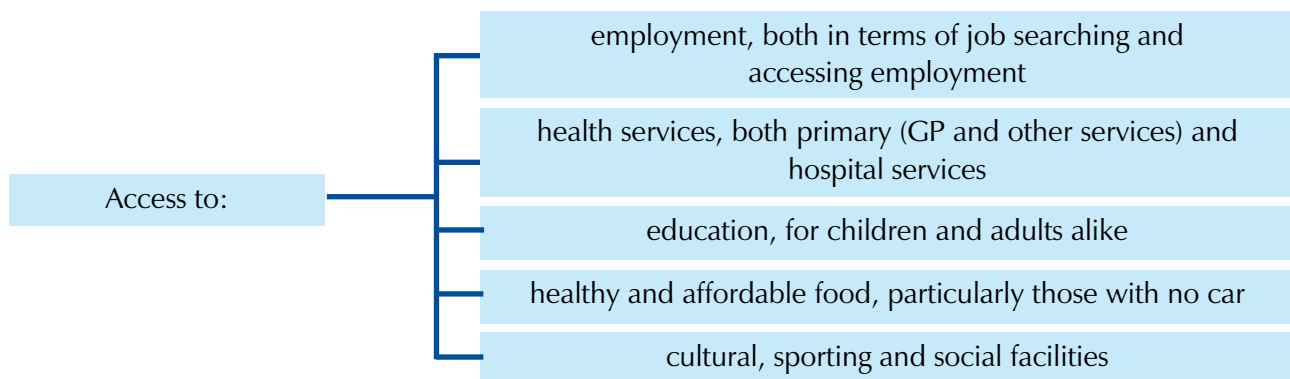 Access to:
employment, both in terms of job searching and
accessing employment
health services, both primary (GP and other services) and
hospital services
education, for children and adults alike
healthy and affordable food, particularly those with no car
cultural, sporting and social facilities